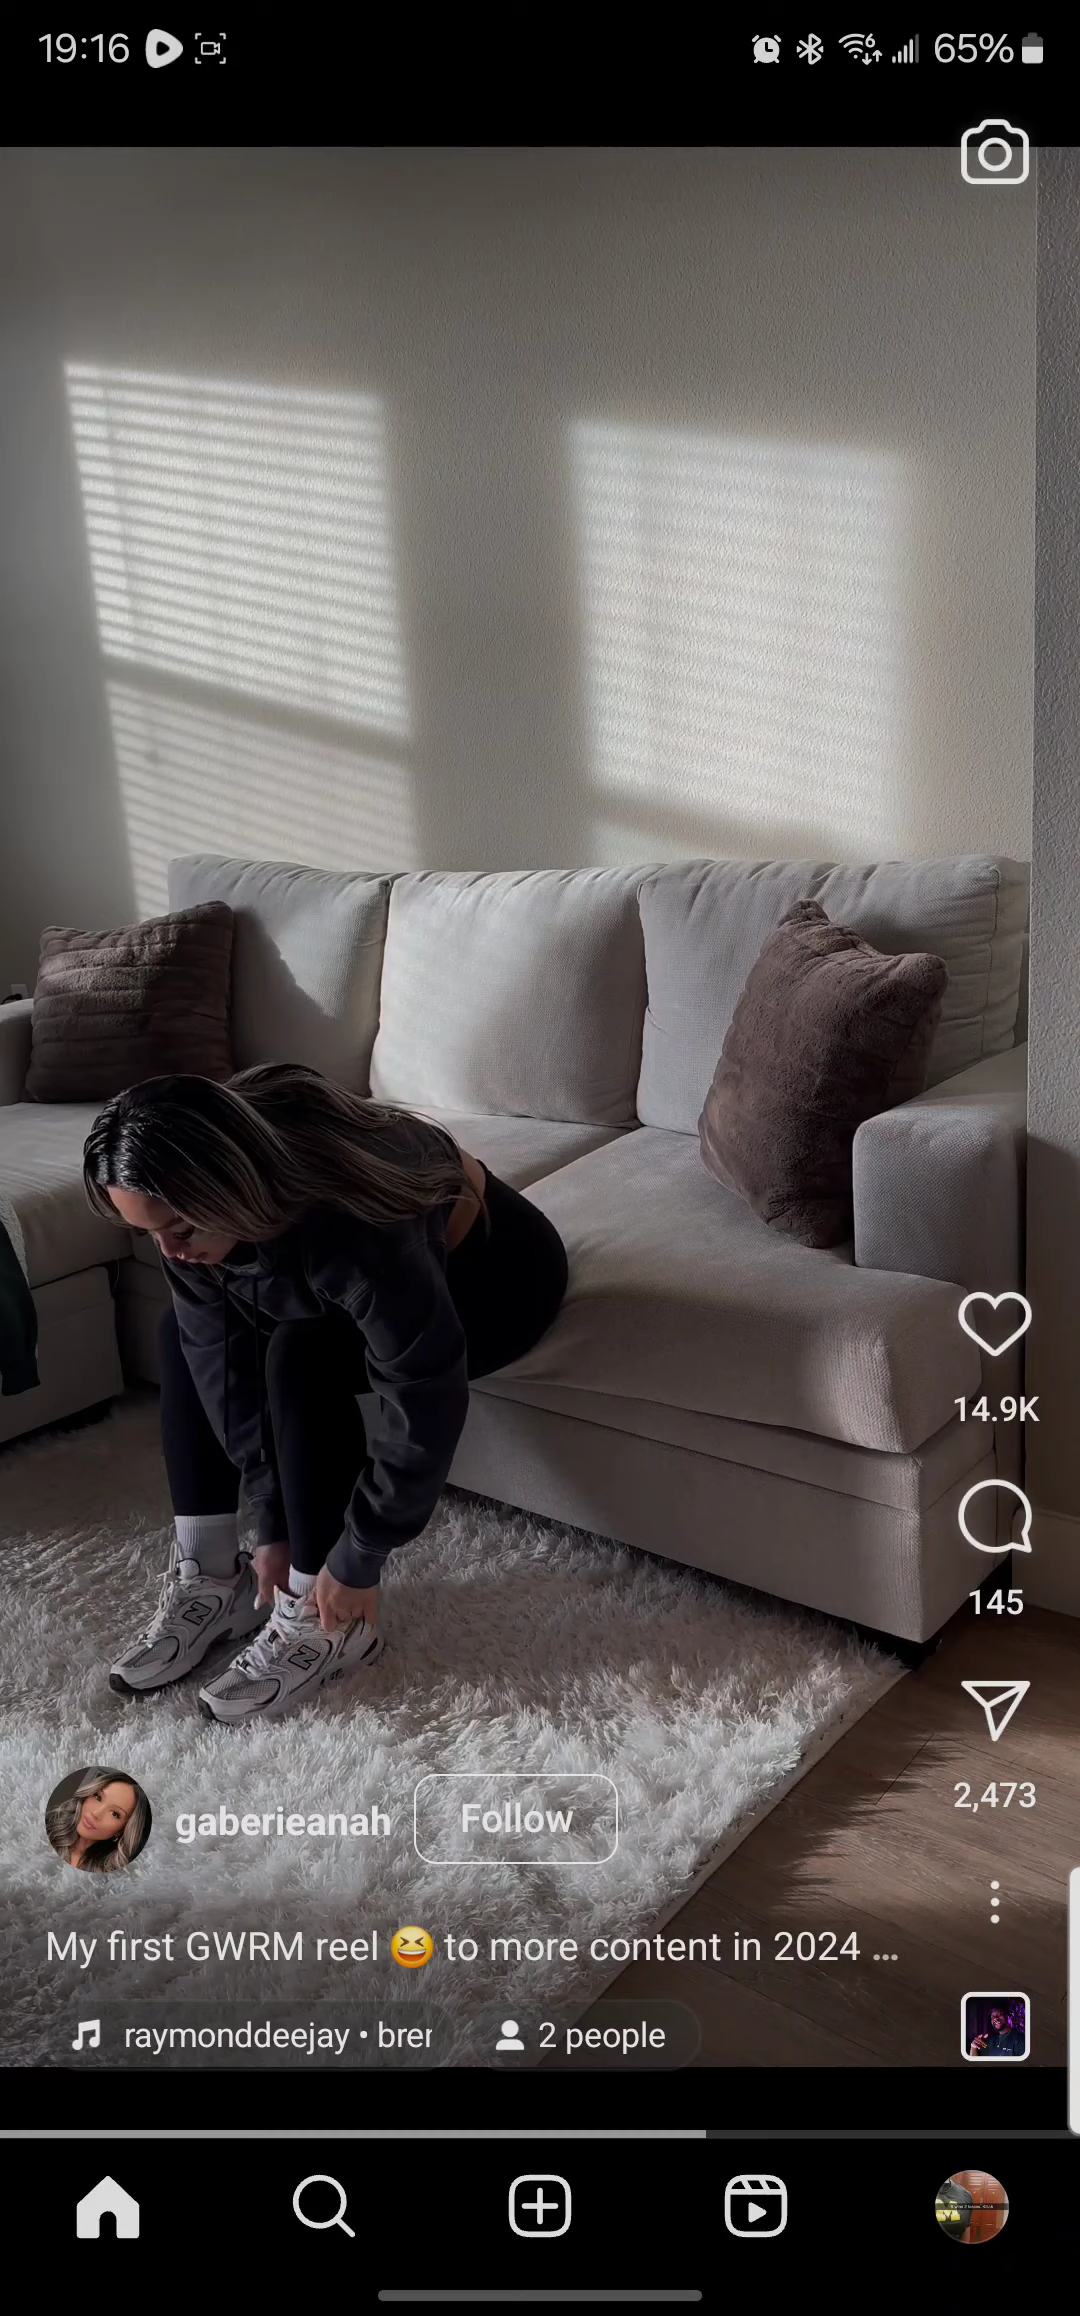 19:16
65%
N
N
14.9K
145
2,473
gaberieanah
Follow
My first GWRM reel 😆 to more content in 2024 ...
raymonddeejay • brer
2 people